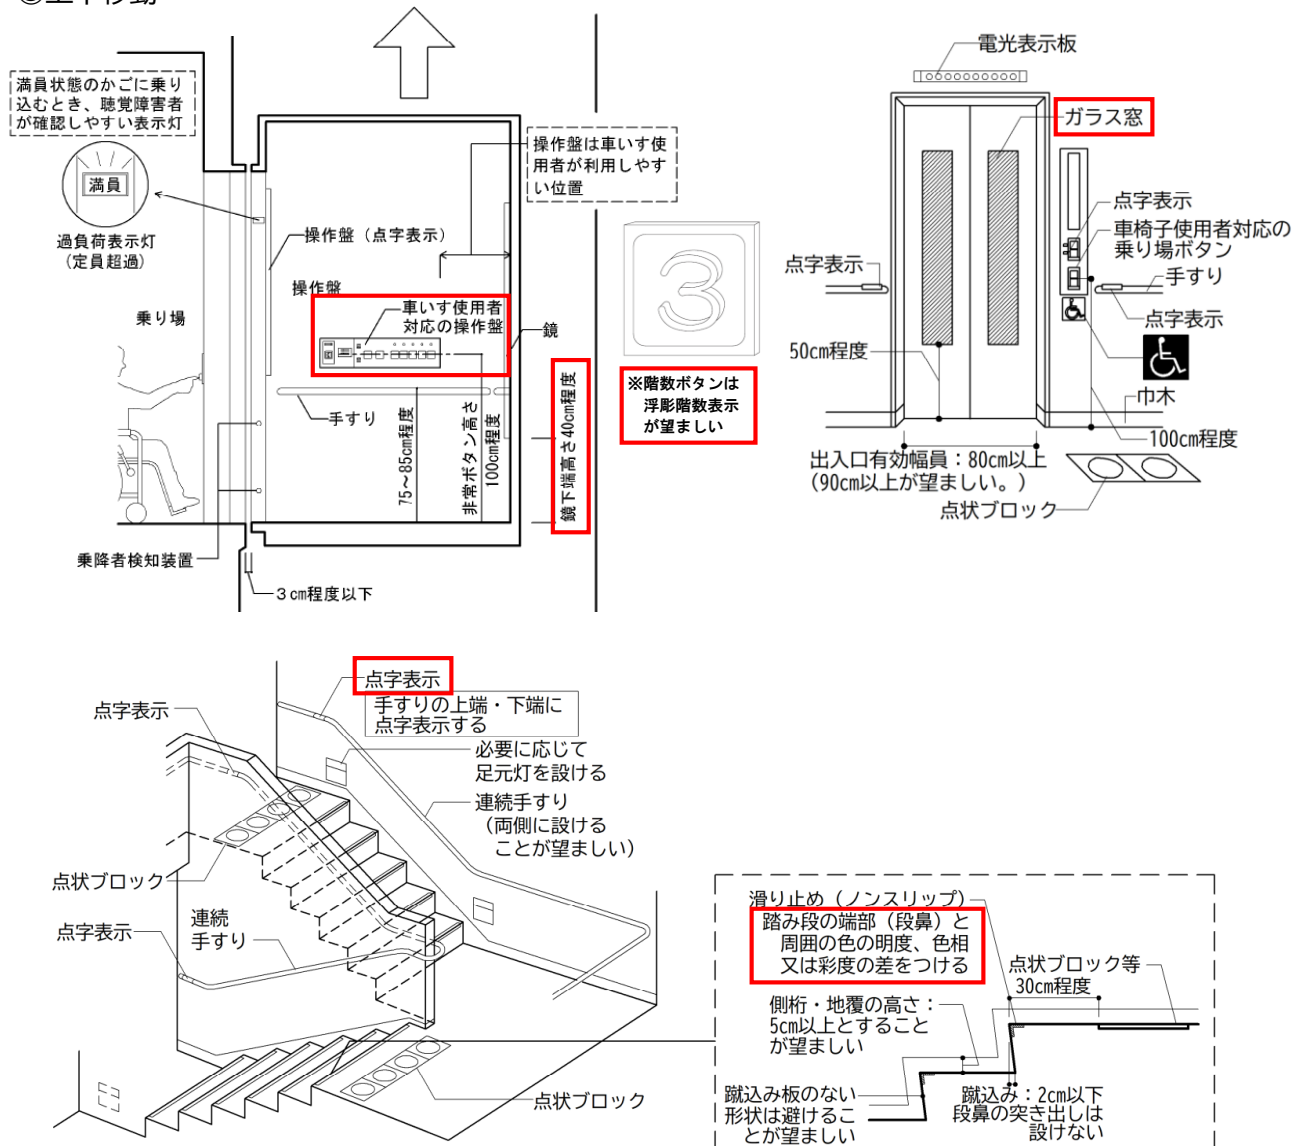 満員状態のかごに乗り
込むとき、聴覚障害者
が確認しやすい表示灯
満員
過負荷表示灯
(定員超過)
乗り場
操作盤（点字表示）
操作盤は車いす使
用者が利用しやす
い位置
操作盤
車いす使用者
対応の操作盤
鏡
手すり
75～85cm程度
非常ボタン高さ
100cm程度
鏡下端高さ40cm程度
乗降者検知装置
3cm程度以下
3
※階数ボタンは
浮彫階数表示
が望ましい
電光表示板
ガラス窓
点字表示
車椅子使用者対応の
乗り場ボタン
点字表示
手すり
点字表示
50cm程度
巾木
100cm程度
出入口有効幅員：80cm以上
(90cm以上が望ましい。)
点状ブロック
点字表示
手すりの上端・下端に
点字表示する
点字表示
必要に応じて
足元灯を設ける
連続手すり
（両側に設ける
ことが望ましい）
点状ブロック
点字表示
連続
手すり
点状ブロック
滑り止め（ノンスリップ）
踏み段の端部（段鼻）と
周囲の色の明度、色相
又は彩度の差をつける
点状ブロック等
30cm程度
側桁・地覆の高さ：
5cm以上とすること
が望ましい
蹴込み板のない
形状は避けるこ
とが望ましい
蹴込み：2cm以下
段鼻の突き出しは
設けない